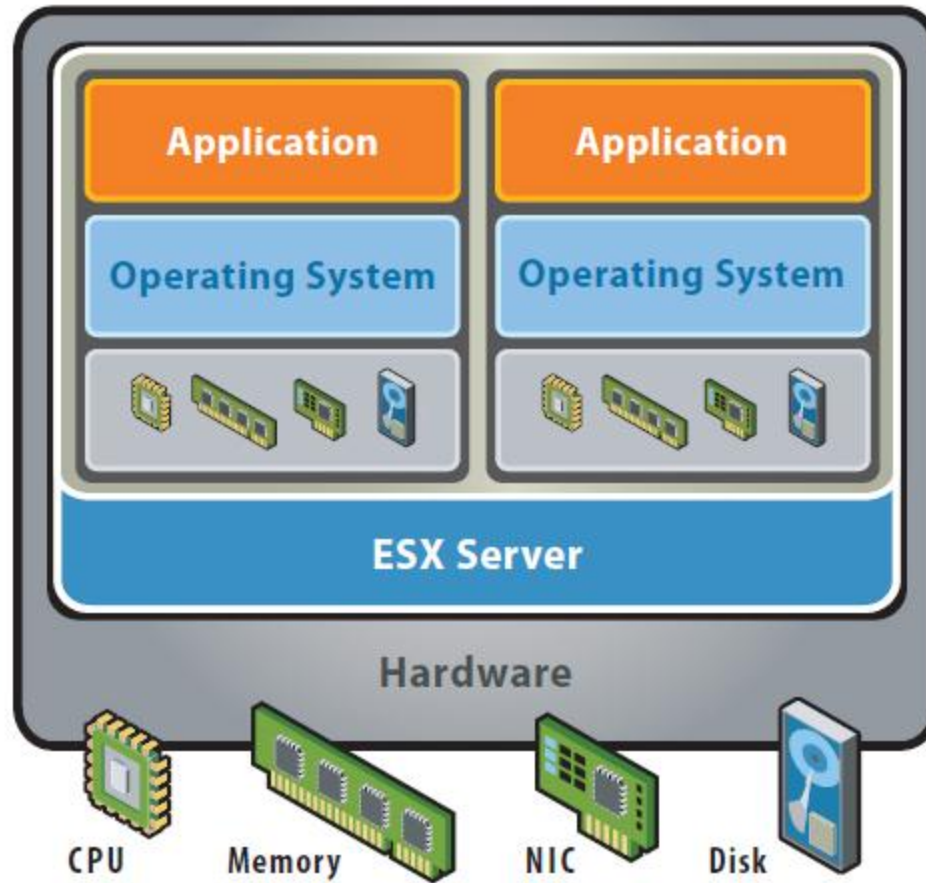 Application
Application
Operating System
Operating System
ESX Server
Hardware
CPU
Memory
NIC
Disk